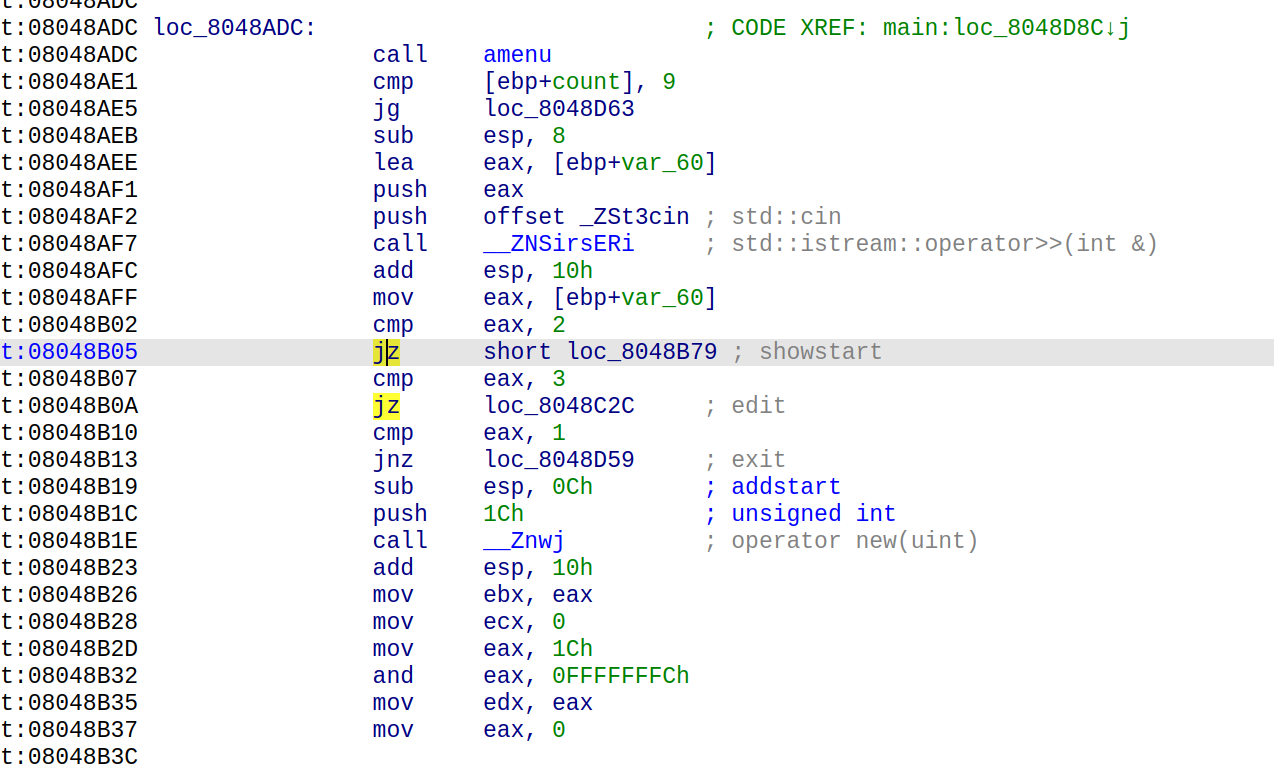 t:08048ADC
t:08048ADC loc_8048ADC: ; CODE XREF: main:loc_8048D8C↓j
t:08048ADC call amenu
t:08048AE1 cmp [ebp+count], 9
t:08048AE5 jg loc_8048D63
t:08048AEB sub esp, 8
t:08048AEE lea eax, [ebp+var_60]
t:08048AF1 push eax
t:08048AF2 push offset _ZSt3cin ; std::cin
t:08048AF7 call __ZNSirsERi ; std::istream::operator>>(int &)
t:08048AFC add esp, 10h
t:08048AFF mov eax, [ebp+var_60]
t:08048B02 cmp eax, 2
t:08048B05 jz short loc_8048B79 ; showstart
t:08048B07 cmp eax, 3
t:08048B0A jz loc_8048C2C ; edit
t:08048B10 cmp eax, 1
t:08048B13 jnz loc_8048D59 ; exit
t:08048B19 sub esp, 0Ch ; addstart
t:08048B1C push 1Ch ; unsigned int
t:08048B1E call __Znwj ; operator new(uint)
t:08048B23 add esp, 10h
t:08048B26 mov ebx, eax
t:08048B28 mov ecx, 0
t:08048B2D mov eax, 1Ch
t:08048B32 and eax, 0FFFFFFFCh
t:08048B35 mov edx, eax
t:08048B37 mov eax, 0
t:08048B3C